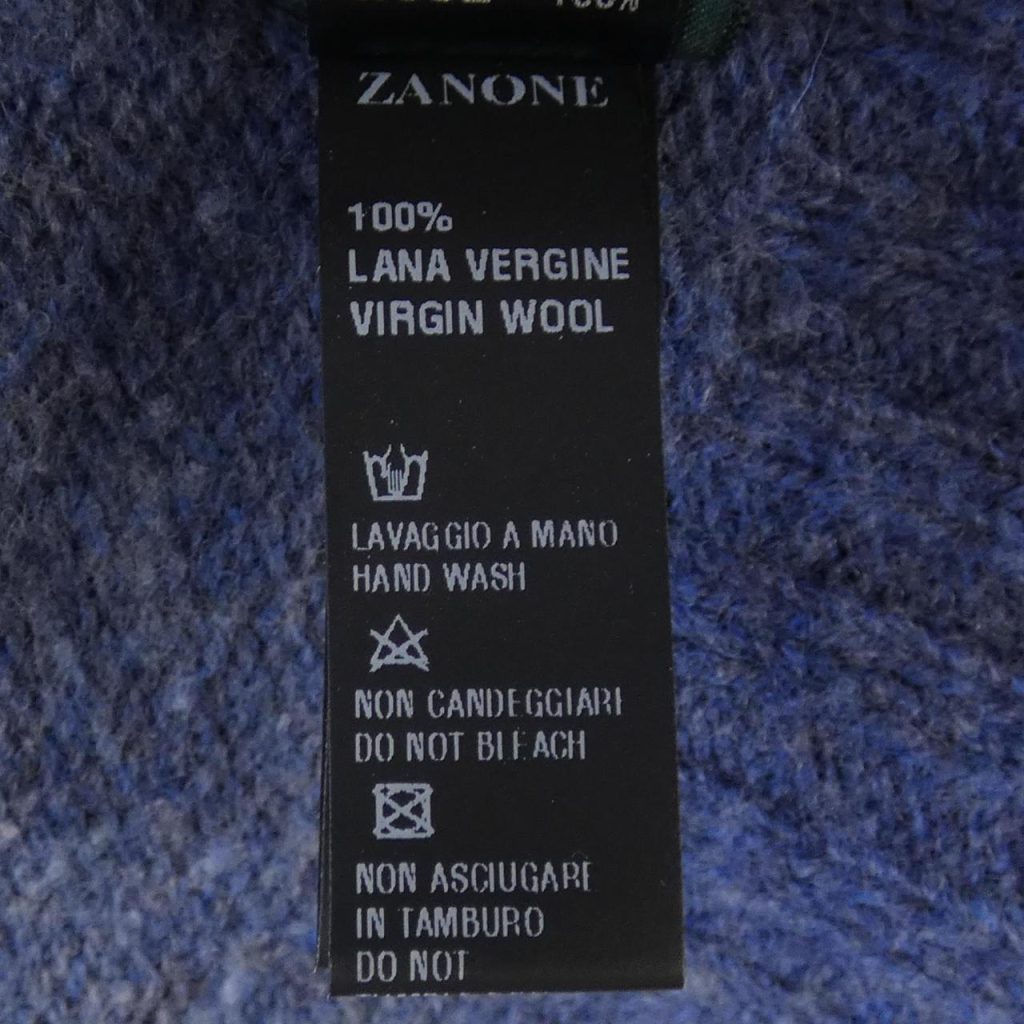 100%
ZANONE
100%
LANA VERGINE
VIRGIN WOOL
LAVAGGIO A MANO
HAND WASH
NON CANDEGGIARE
DO NOT BLEACH
NON ASCIUGARE
IN TAMBURO
DO NOT